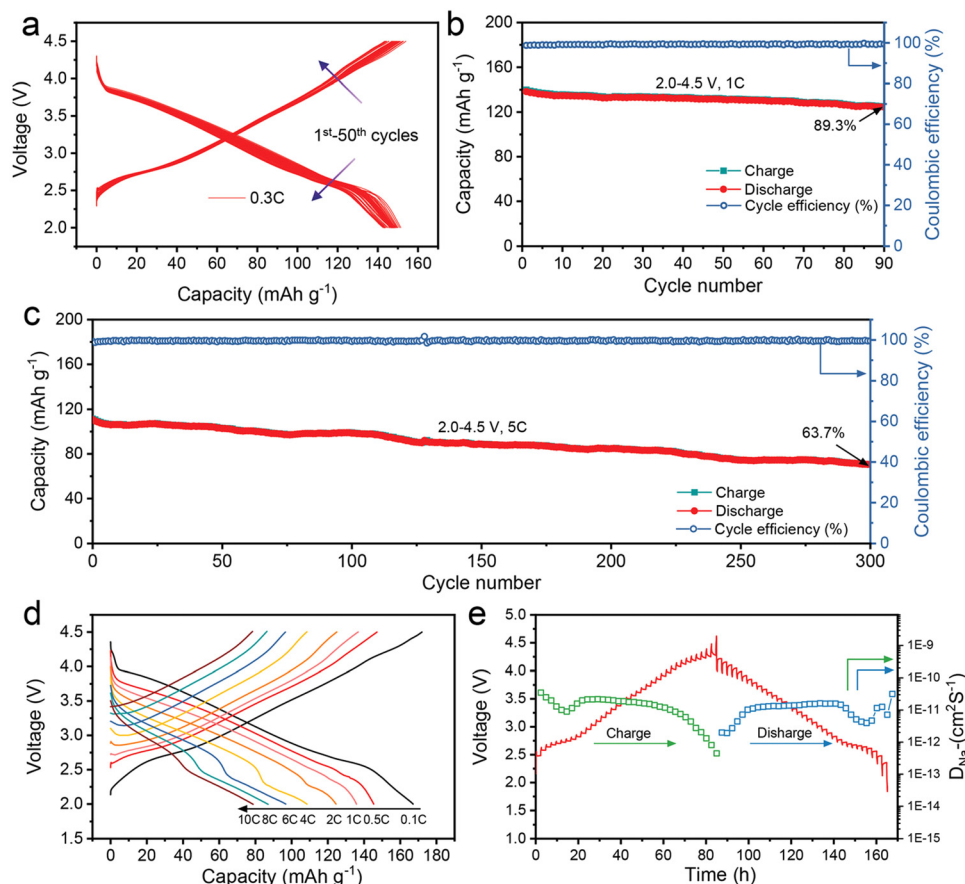 a
4.5
4.0
3.5
3.0
2.5
2.0
Voltage (V)
1st-50th cycles
0.3C
0 20 40 60 80 100 120 140 160
Capacity (mAh g-1)
b
200
160
120
80
40
0
Capacity (mAh g-1)
2.0-4.5 V, 1C
89.3%
Charge
Discharge
Cycle efficiency (%)
100
80
60
40
20
0
Coulombic efficiency (%)
0 10 20 30 40 50 60 70 80 90
Cycle number
c
200
160
120
80
40
0
Capacity (mAh g-1)
2.0-4.5 V, 5C
63.7%
Charge
Discharge
Cycle efficiency (%)
100
80
60
40
20
0
Coulombic efficiency (%)
0 50 100 150 200 250 300
Cycle number
d
4.5
4.0
3.5
3.0
2.5
2.0
1.5
Voltage (V)
10C 8C 6C 4C 2C 1C 0.5C 0.1C
0 20 40 60 80 100 120 140 160 180
Capacity (mAh g-1)
e
5.0
4.5
4.0
3.5
3.0
2.5
2.0
1.5
1.0
Voltage (V)
Charge
Disharge
1E-9
1E-10
1E-11
1E-12
1E-13
1E-14
1E-15
DNa-(cm2S-1)
0 20 40 60 80 100 120 140 160
Time (h)